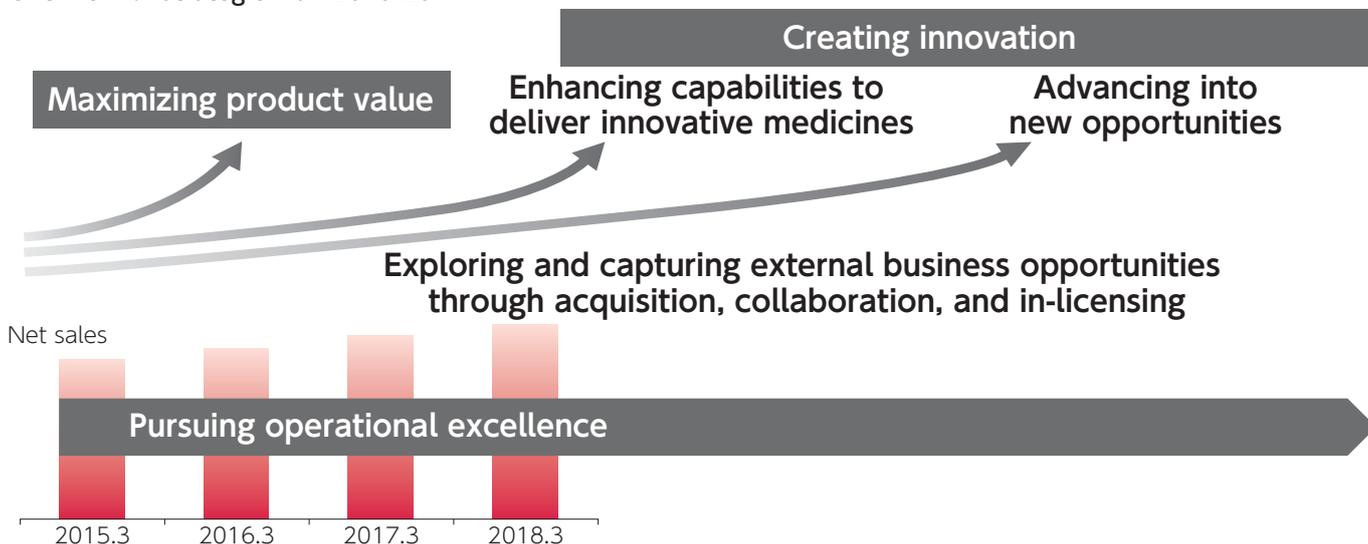 Creating innovation
Maximizing product value
Enhancing capabilities to
deliver innovative medicines
Advancing into
new opportunities
Exploring and capturing external business opportunities
through acquisition, collaboration, and in-licensing
Net sales
Pursuing operational excellence
2015.3 2016.3 2017.3 2018.3